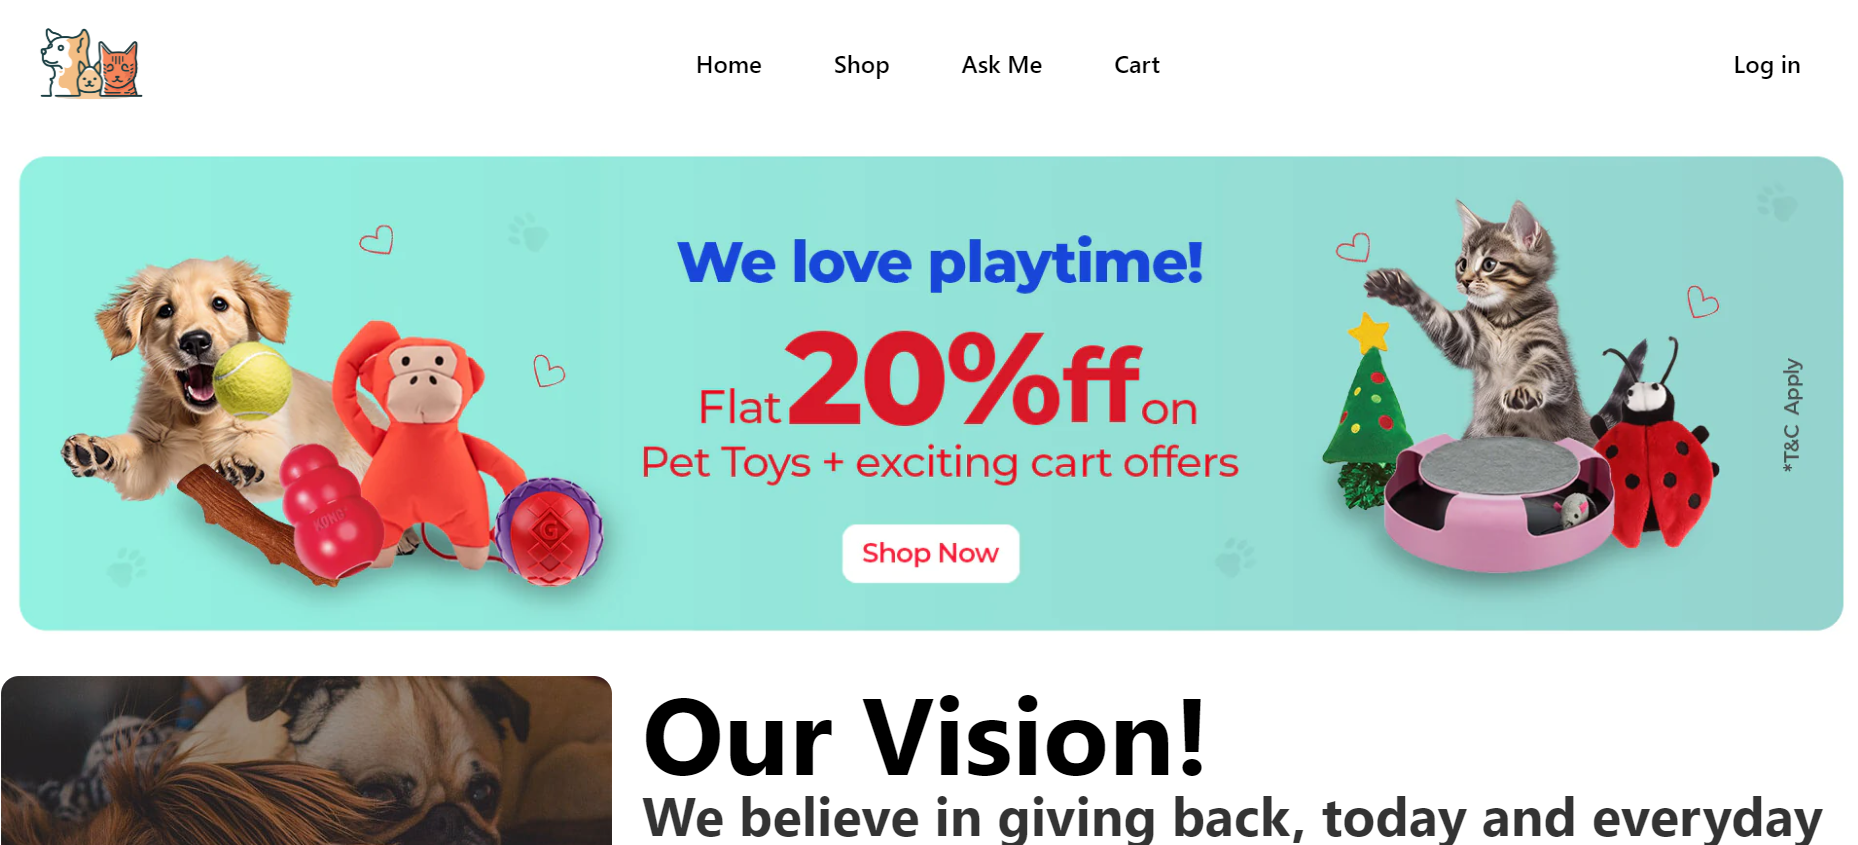 Home Shop Ask Me Cart Log in
We love playtime!
Flat 20%ff on
Pet Toys + exciting cart offers
Shop Now
*T&C Apply
KONG
G
Our Vision!
We believe in giving back, today and everyday